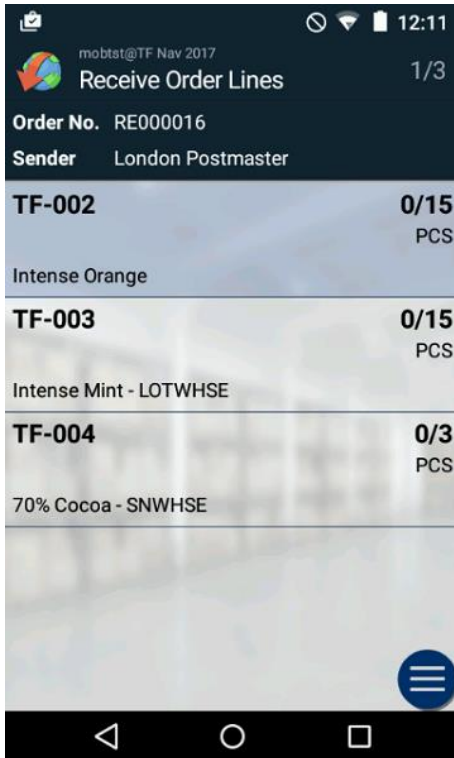 12:11
mobtst@TF Nav 2017
Receive Order Lines 1/3
Order No. RE000016
Sender London Postmaster
TF-002 0/15
PCS
Intense Orange
TF-003 0/15
PCS
Intense Mint - LOTWHSE
TF-004 0/3
PCS
70% Cocoa - SNWHSE